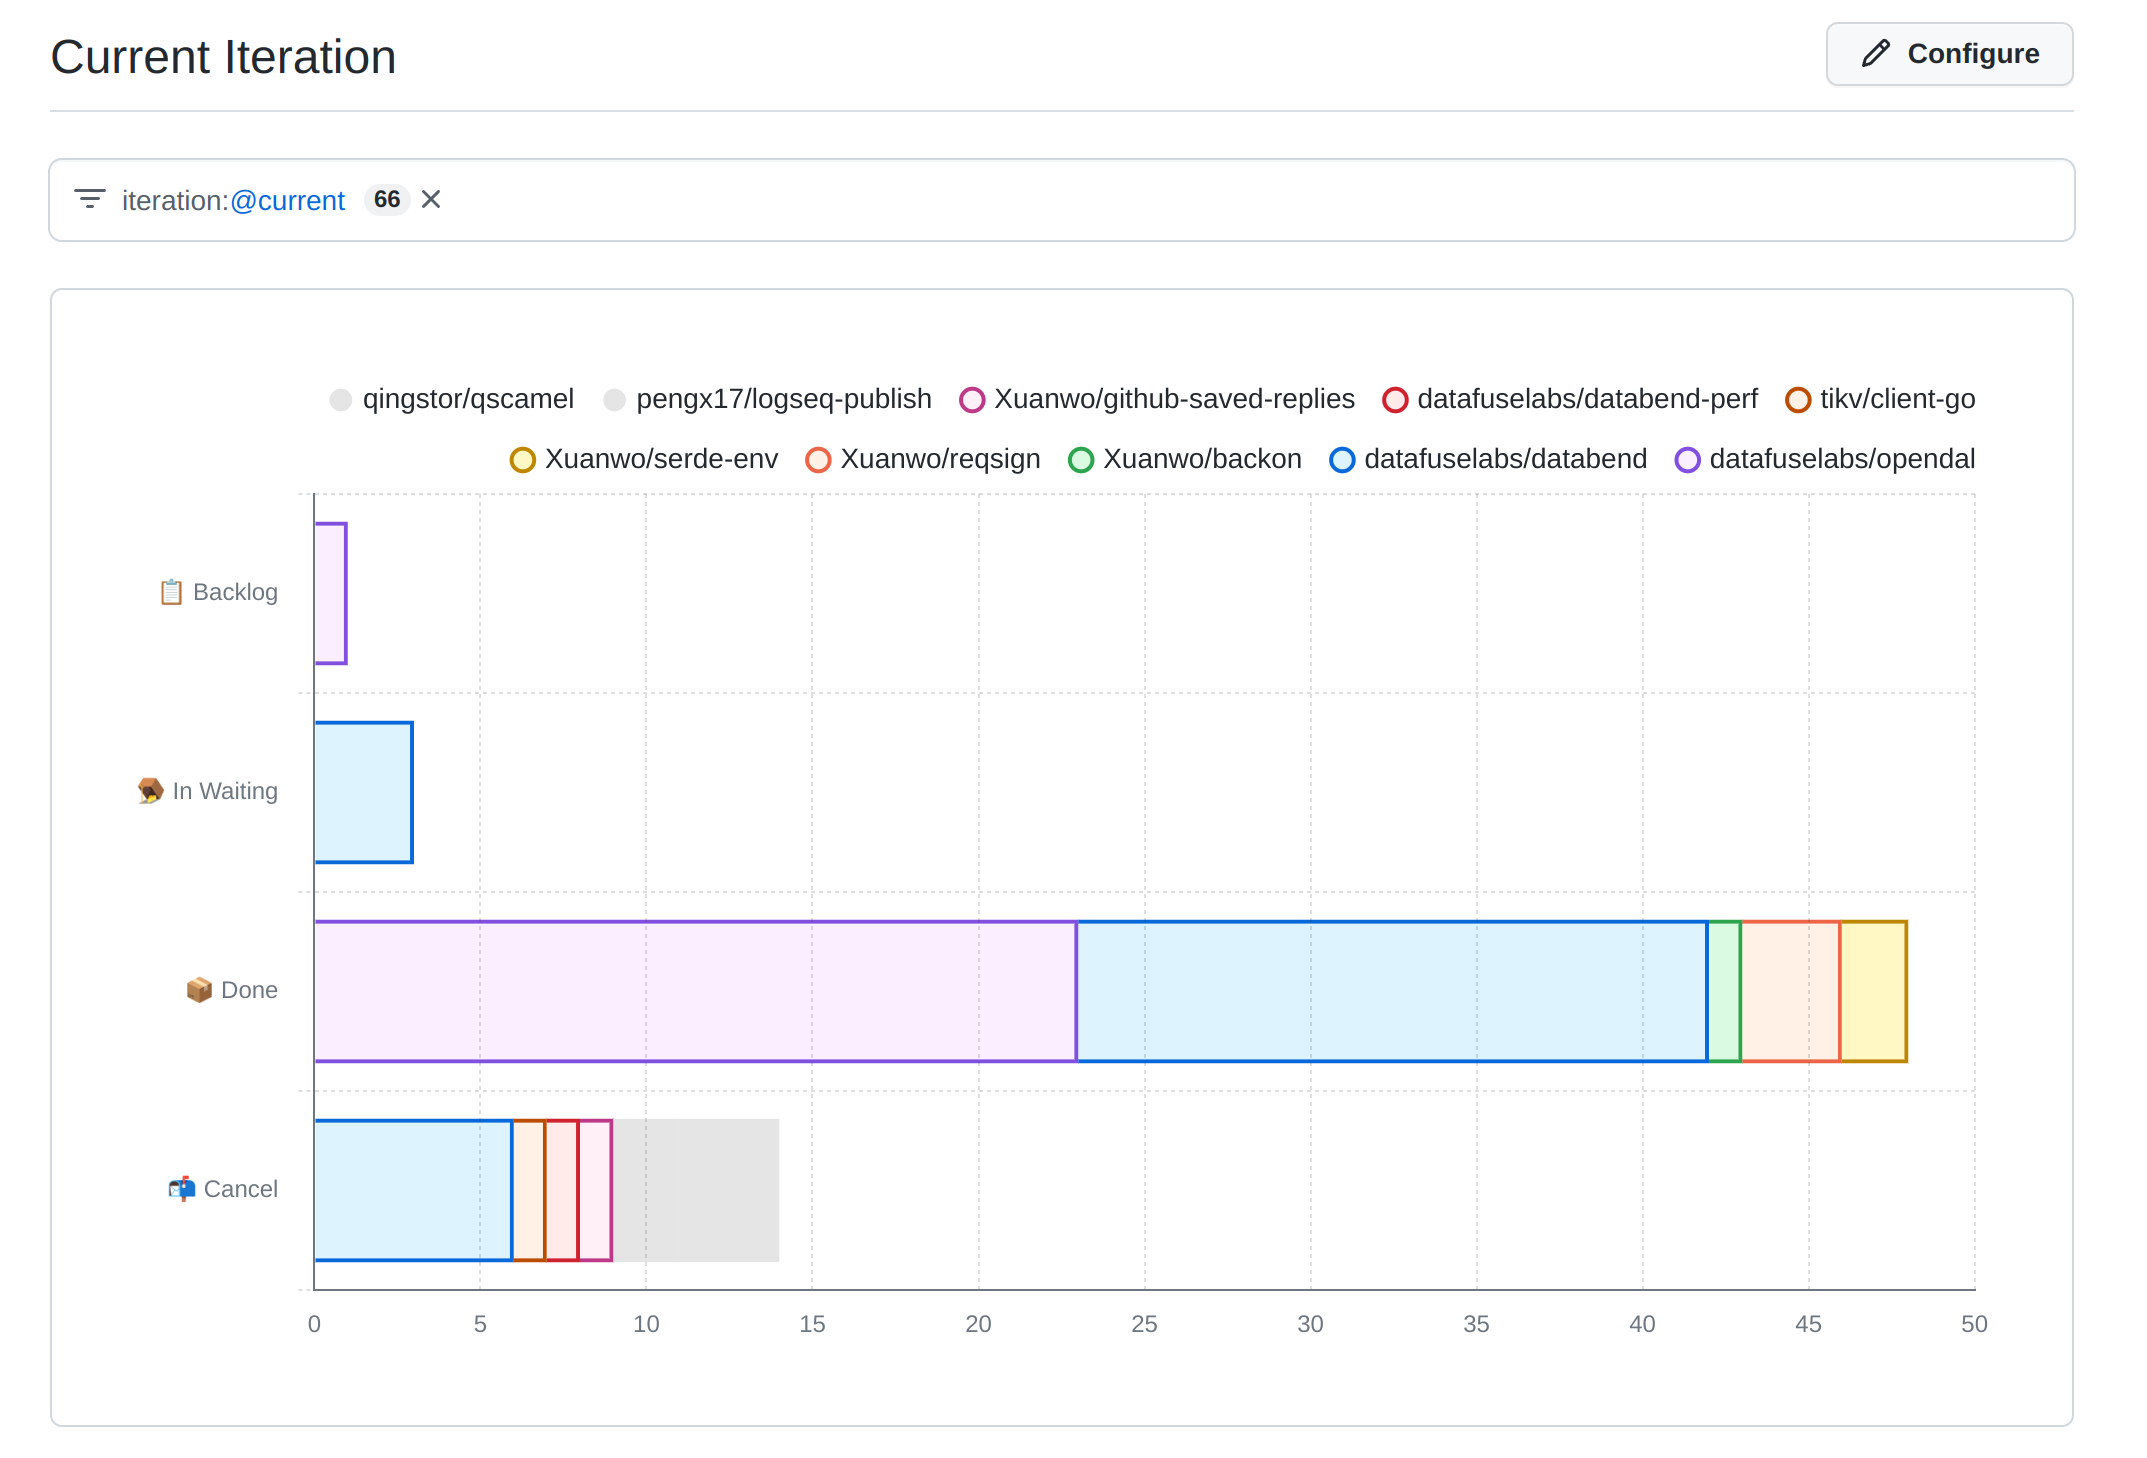 Current Iteration
Configure
iteration:@current 66
qingstor/qscamel pengx17/logseq-publish Xuanwo/github-saved-replies datafuselabs/databend-perf tikv/client-go
Xuanwo/serde-env Xuanwo/reqsign Xuanwo/backon datafuselabs/databend datafuselabs/opendal
📋 Backlog
🪤 In Waiting
📦 Done
📬 Cancel
0 5 10 15 20 25 30 35 40 45 50